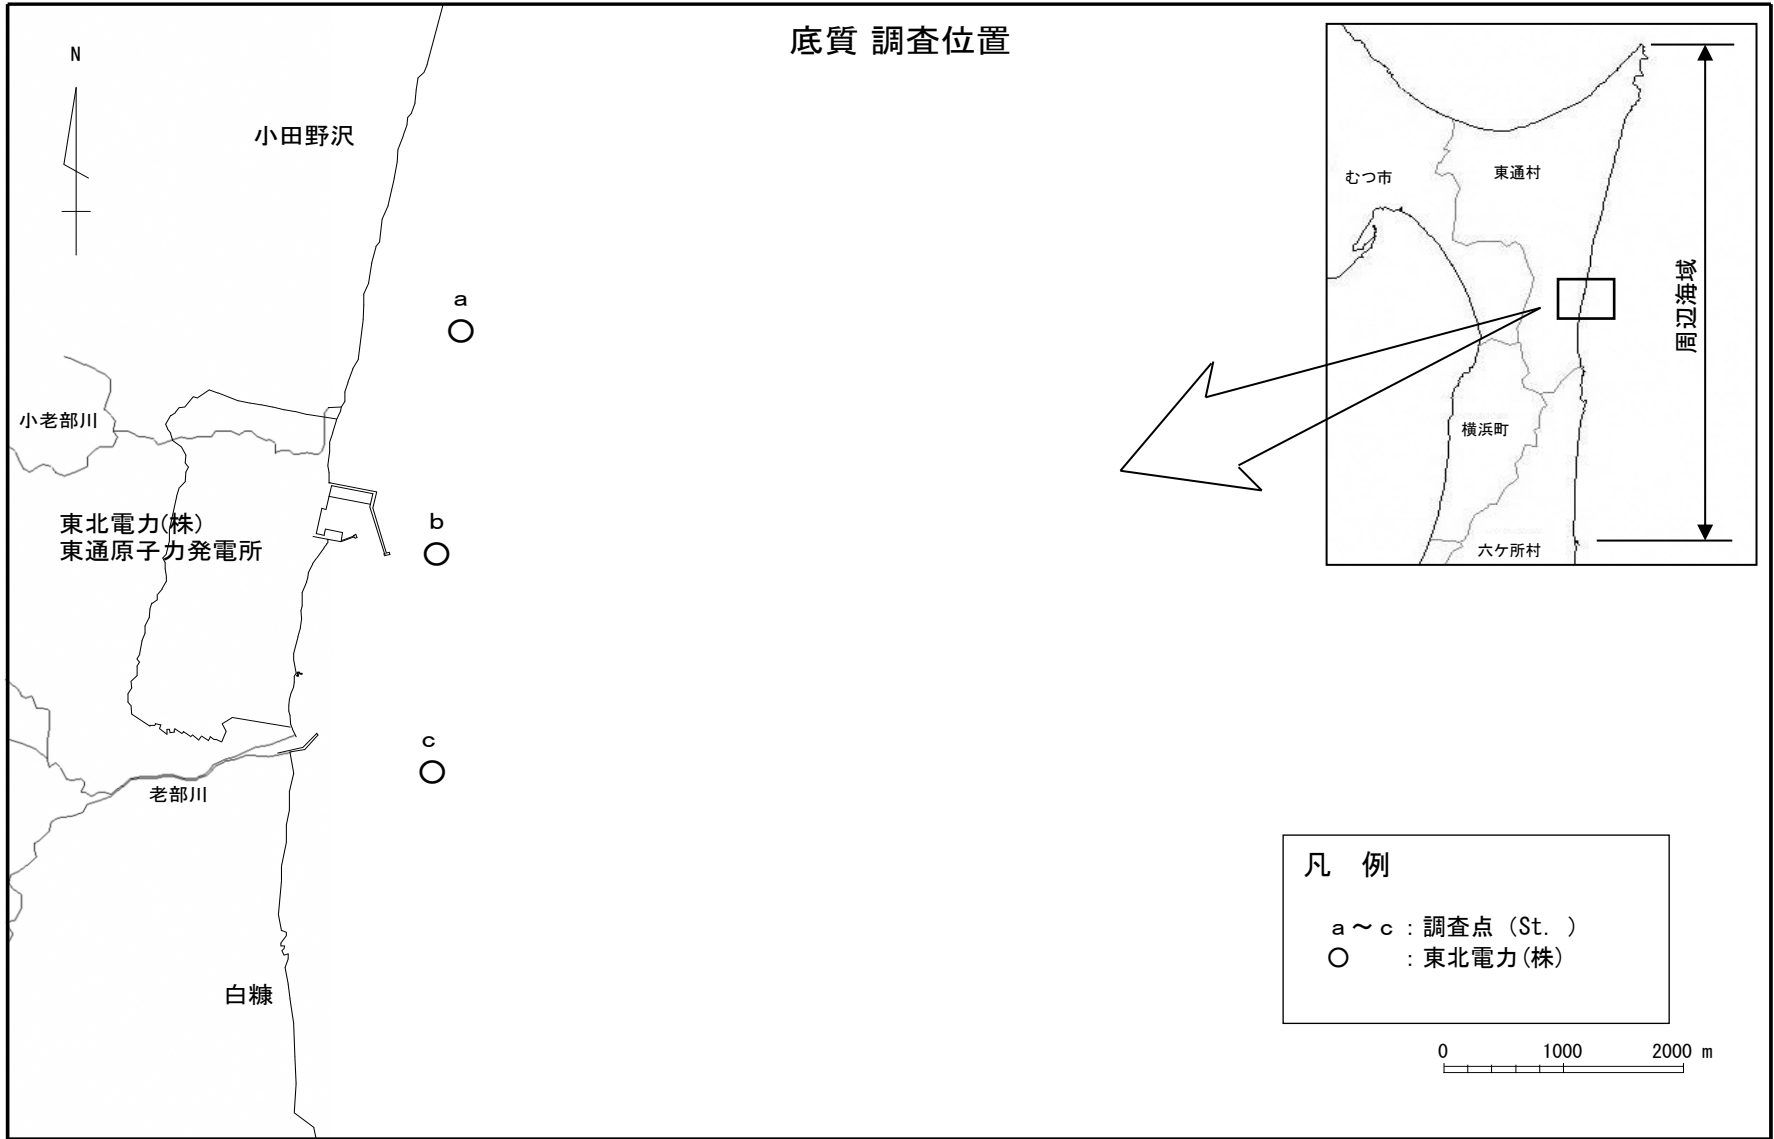 底質 調査位置
N
小田野沢
a
小老部川
東北電力(株)
東通原子力発電所
b
c
老部川
白糠
むつ市
東通村
周辺海域
横浜町
六ケ所村
凡 例
a～c：調査点（St. ）
○ ：東北電力(株)
0 1000 2000 m